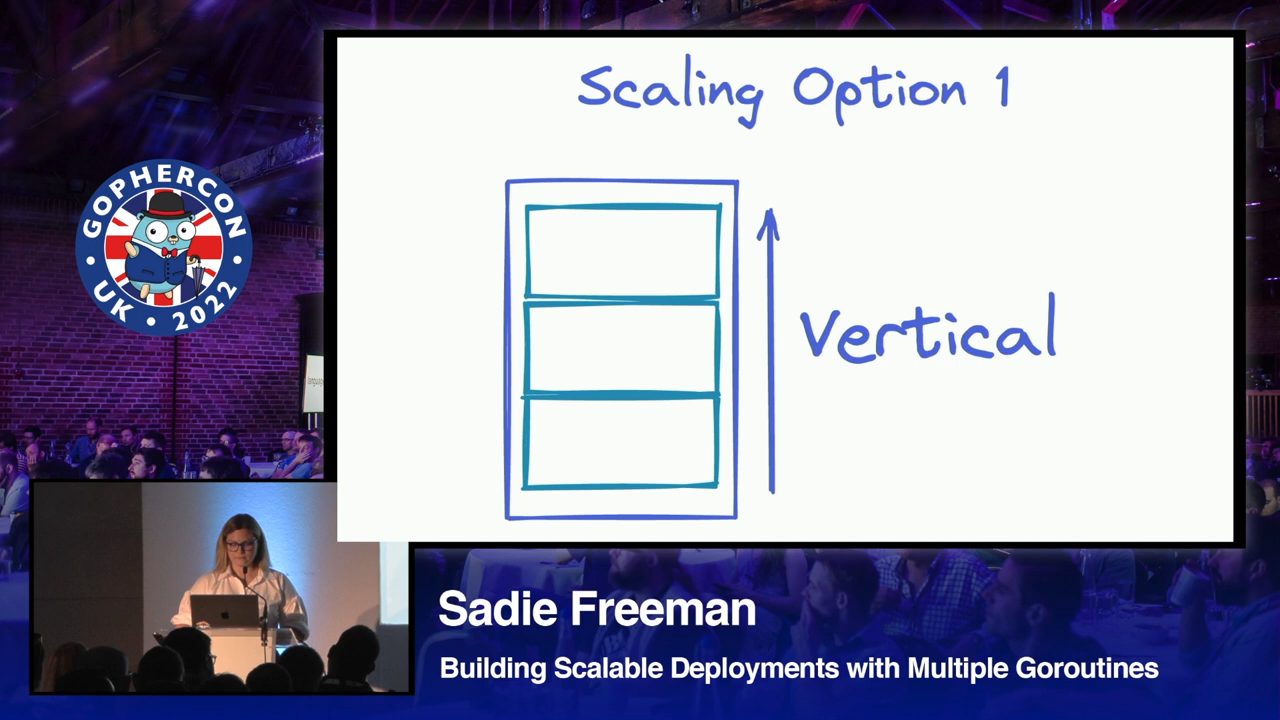 Scaling Option 1
Vertical
GOPHERCON
UK • 2022
Sadie Freeman
Building Scalable Deployments with Multiple Goroutines